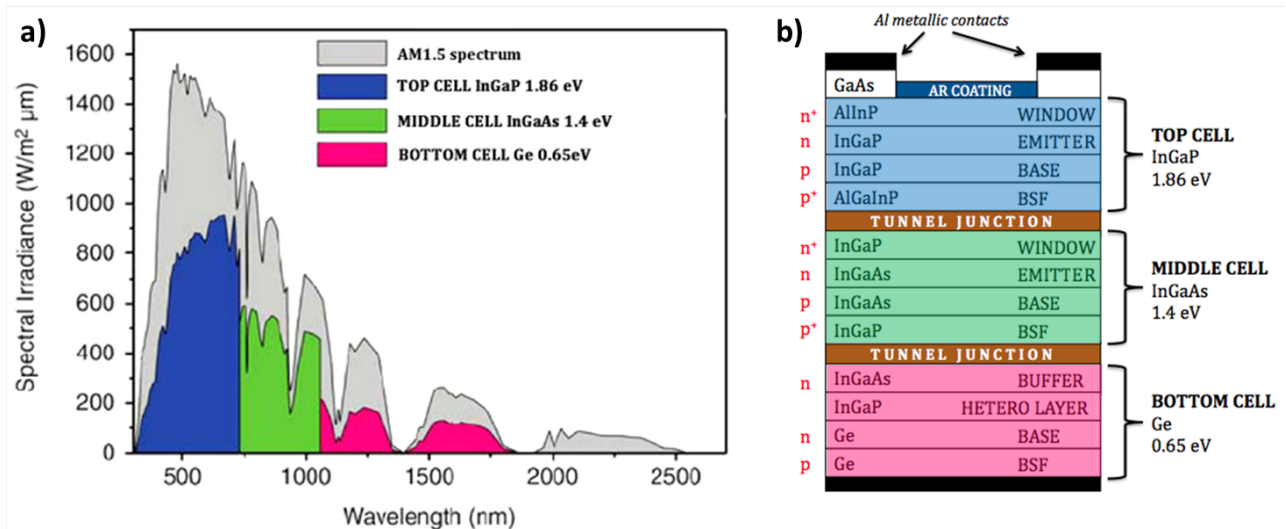 a)
1600
1400
1200
1000
800
600
400
200
0
Spectral Irradiance (W/m² µm)
500
1000
1500
2000
2500
Wavelength (nm)
AM1.5 spectrum
TOP CELL InGaP 1.86 eV
MIDDLE CELL InGaAs 1.4 eV
BOTTOM CELL Ge 0.65eV
b)
Al metallic contacts
GaAs
AR COATING
n+ AlInP WINDOW
n InGaP EMITTER
p InGaP BASE
p+ AlGaInP BSF
TOP CELL
InGaP
1.86 eV
TUNNEL JUNCTION
n+ InGaP WINDOW
n InGaAs EMITTER
p InGaAs BASE
p+ InGaP BSF
MIDDLE CELL
InGaAs
1.4 eV
TUNNEL JUNCTION
n InGaAs BUFFER
InGaP HETERO LAYER
n Ge BASE
p Ge BSF
BOTTOM CELL
Ge
0.65 eV